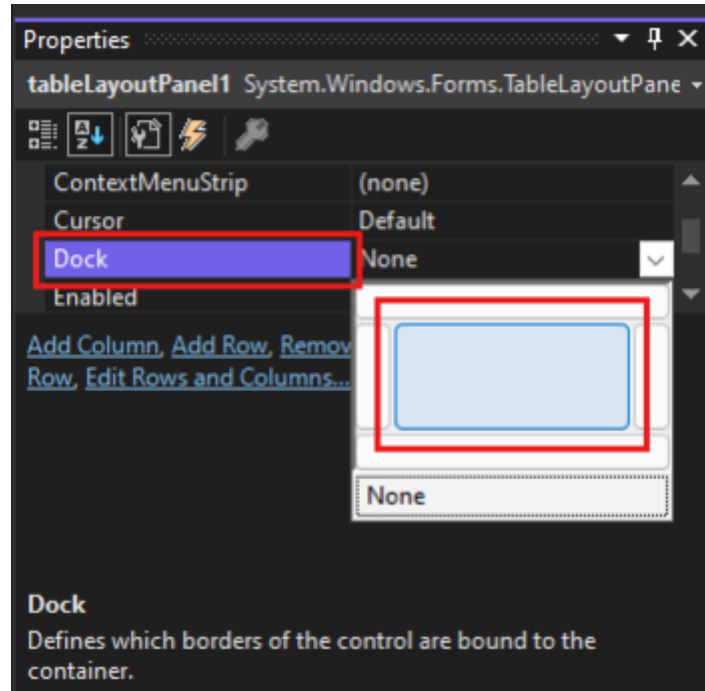 Properties
tableLayoutPanel1 System.Windows.Forms.TableLayoutPane
ContextMenuStrip (none)
Cursor Default
Dock None
Enabled
Add Column, Add Row, Remov
Row, Edit Rows and Columns...
None
Dock
Defines which borders of the control are bound to the
container.